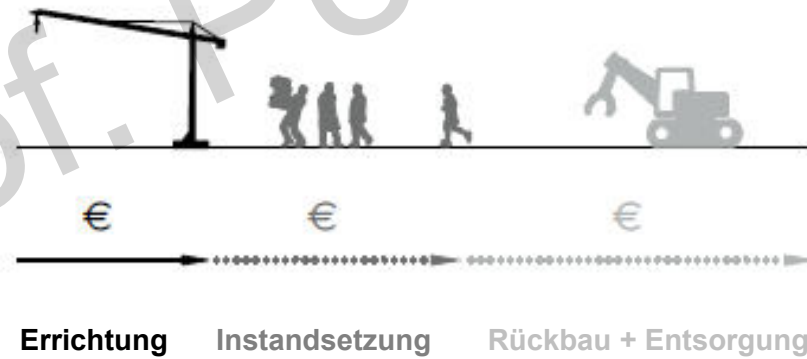 € € €
Errichtung Instandsetzung Rückbau + Entsorgung